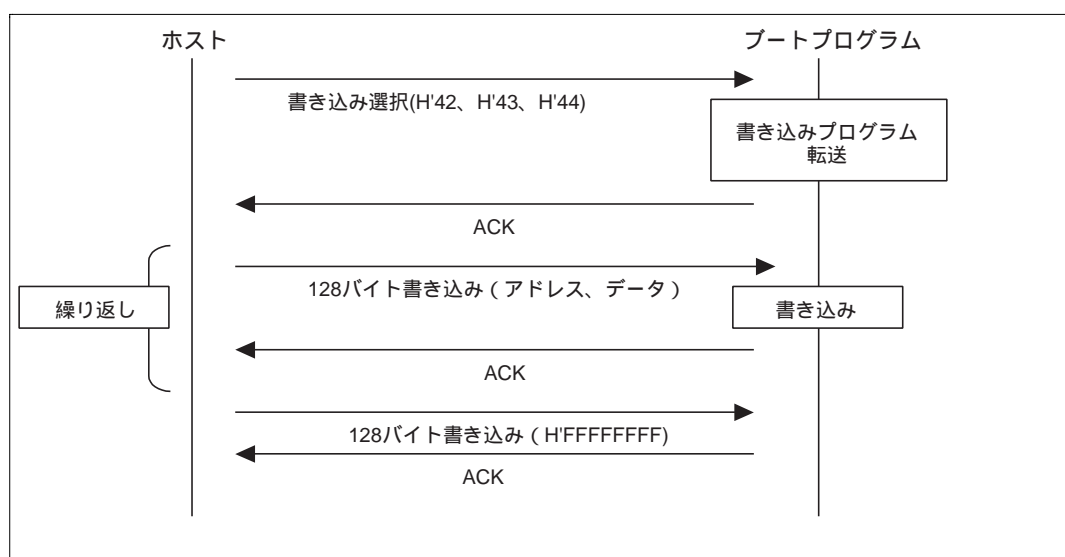 ホスト
ブートプログラム
書き込み選択(H'42、H'43、H'44)
書き込みプログラム
転送
ACK
128バイト書き込み ( アドレス、データ )
繰り返し
書き込み
ACK
128バイト書き込み ( H'FFFFFFFF)
ACK